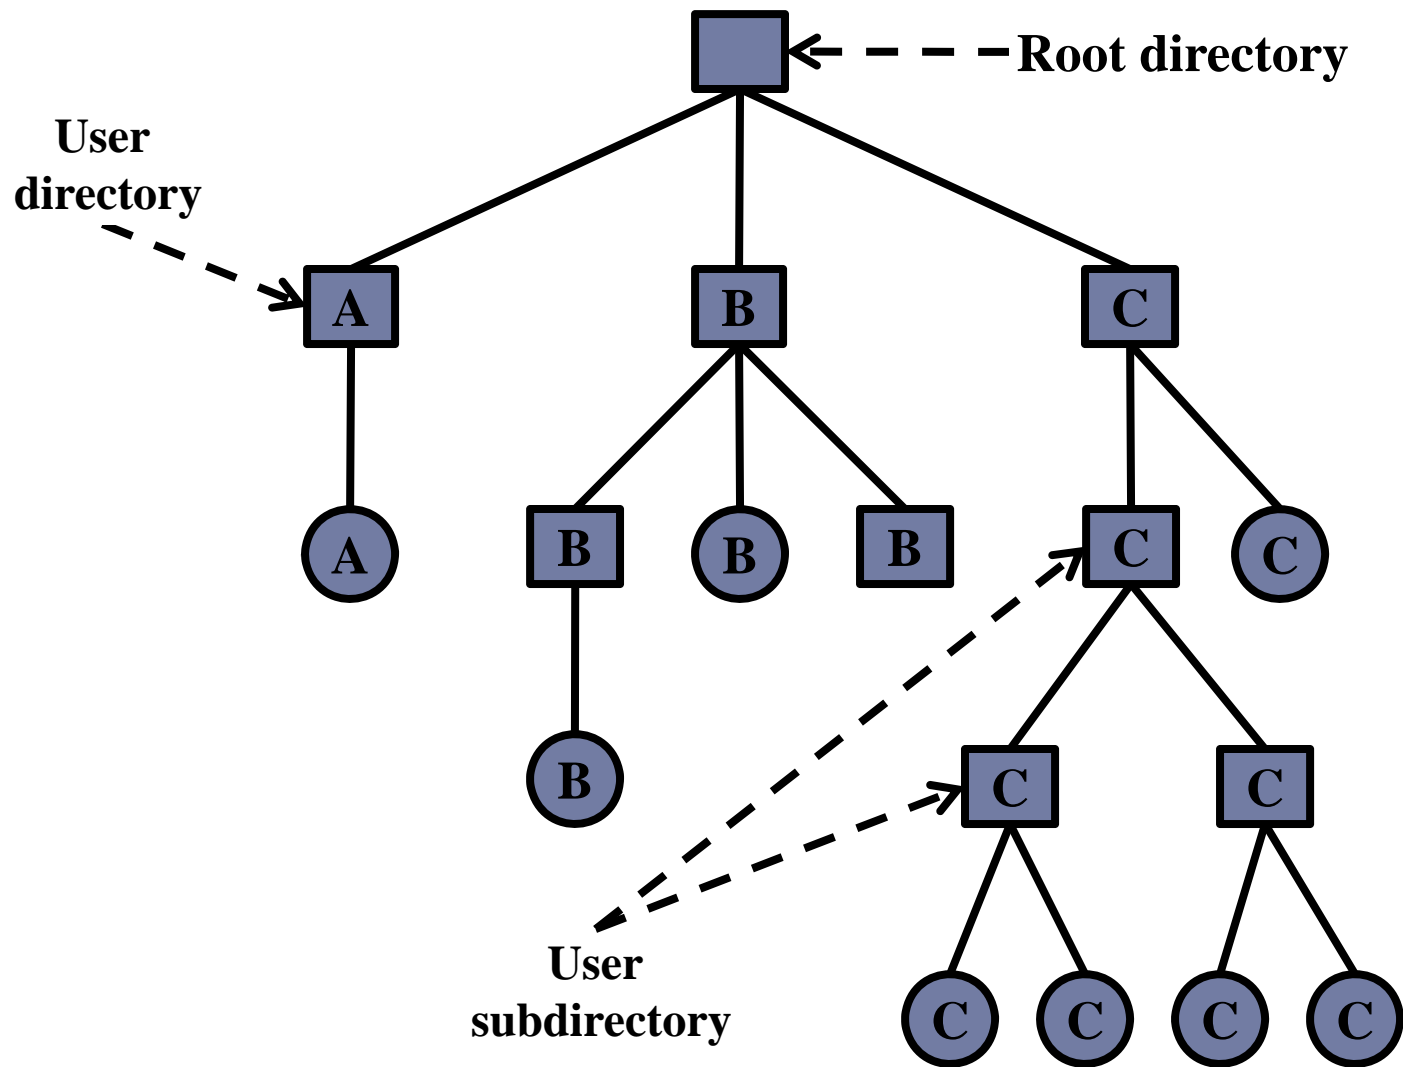 Root directory
User
directory
A B C
B B B C C
A
B
C C
User
subdirectory
C C C C